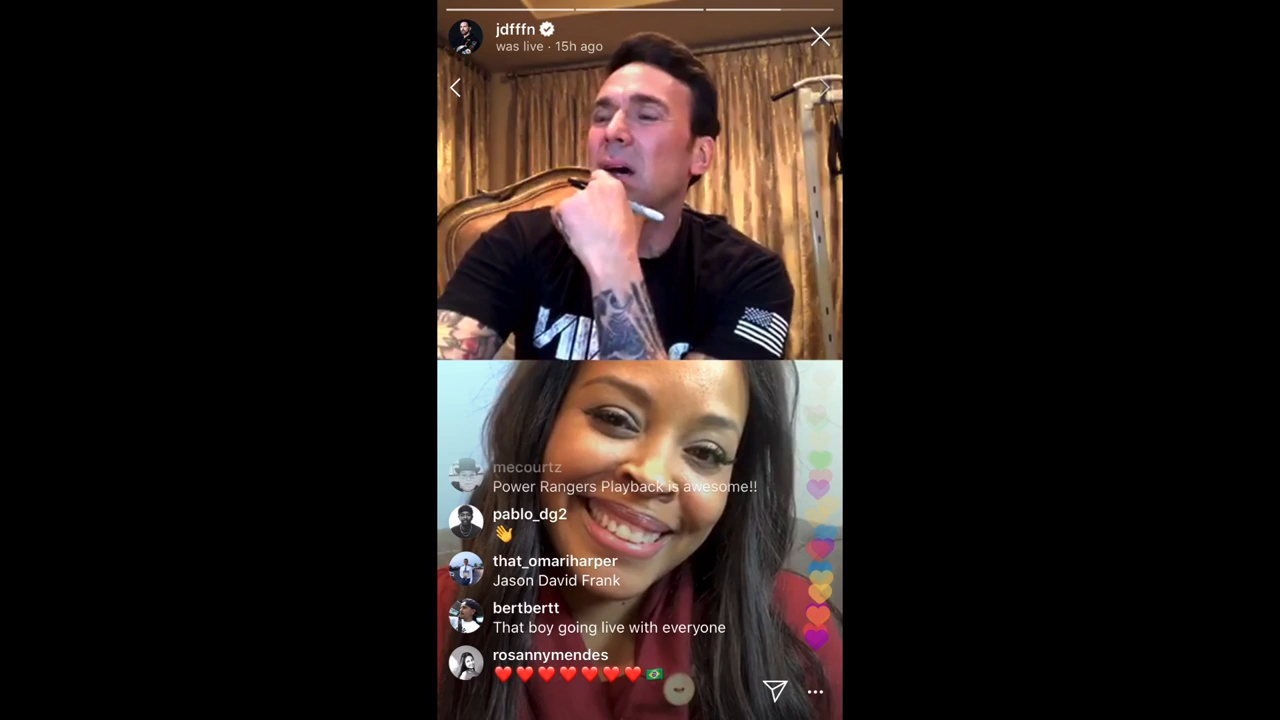 jdfffn
was live · 15h ago
mecourtz
Power Rangers Playback is awesome!!
pablo_dg2
👋
that_omariharper
Jason David Frank
bertbertt
That boy going live with everyone
rosannymendes
❤️❤️❤️❤️❤️❤️❤️🇧🇷